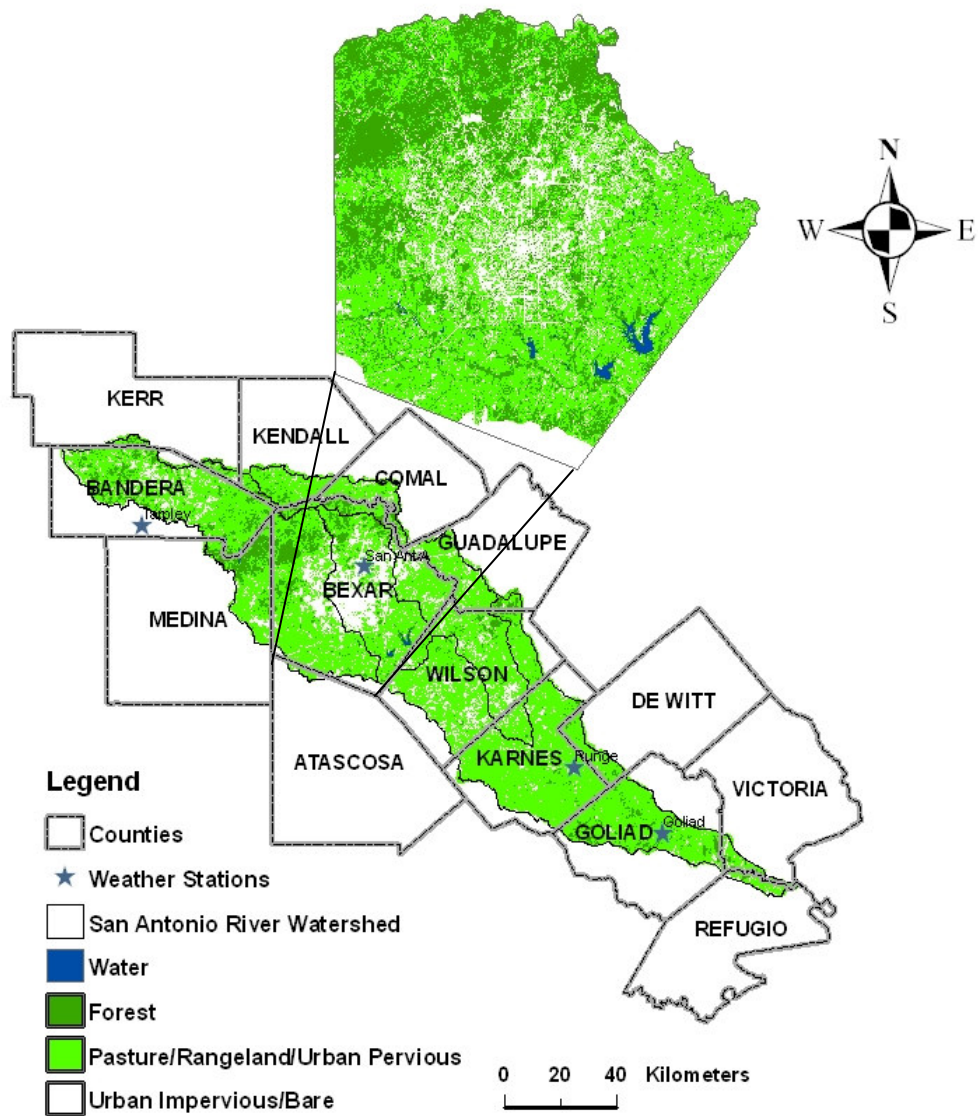 N
W E
S
KERR
KENDALL
COMAL
BANDERA
Tarpley
GUADALUPE
San Ant A
BEXAR
MEDINA
WILSON
DE WITT
ATASCOSA
KARNES
Runge
VICTORIA
GOLIAD
Goliad
REFUGIO
Legend
Counties
Weather Stations
San Antonio River Watershed
Water
Forest
Pasture/Rangeland/Urban Pervious
Urban Impervious/Bare
0 20 40 Kilometers